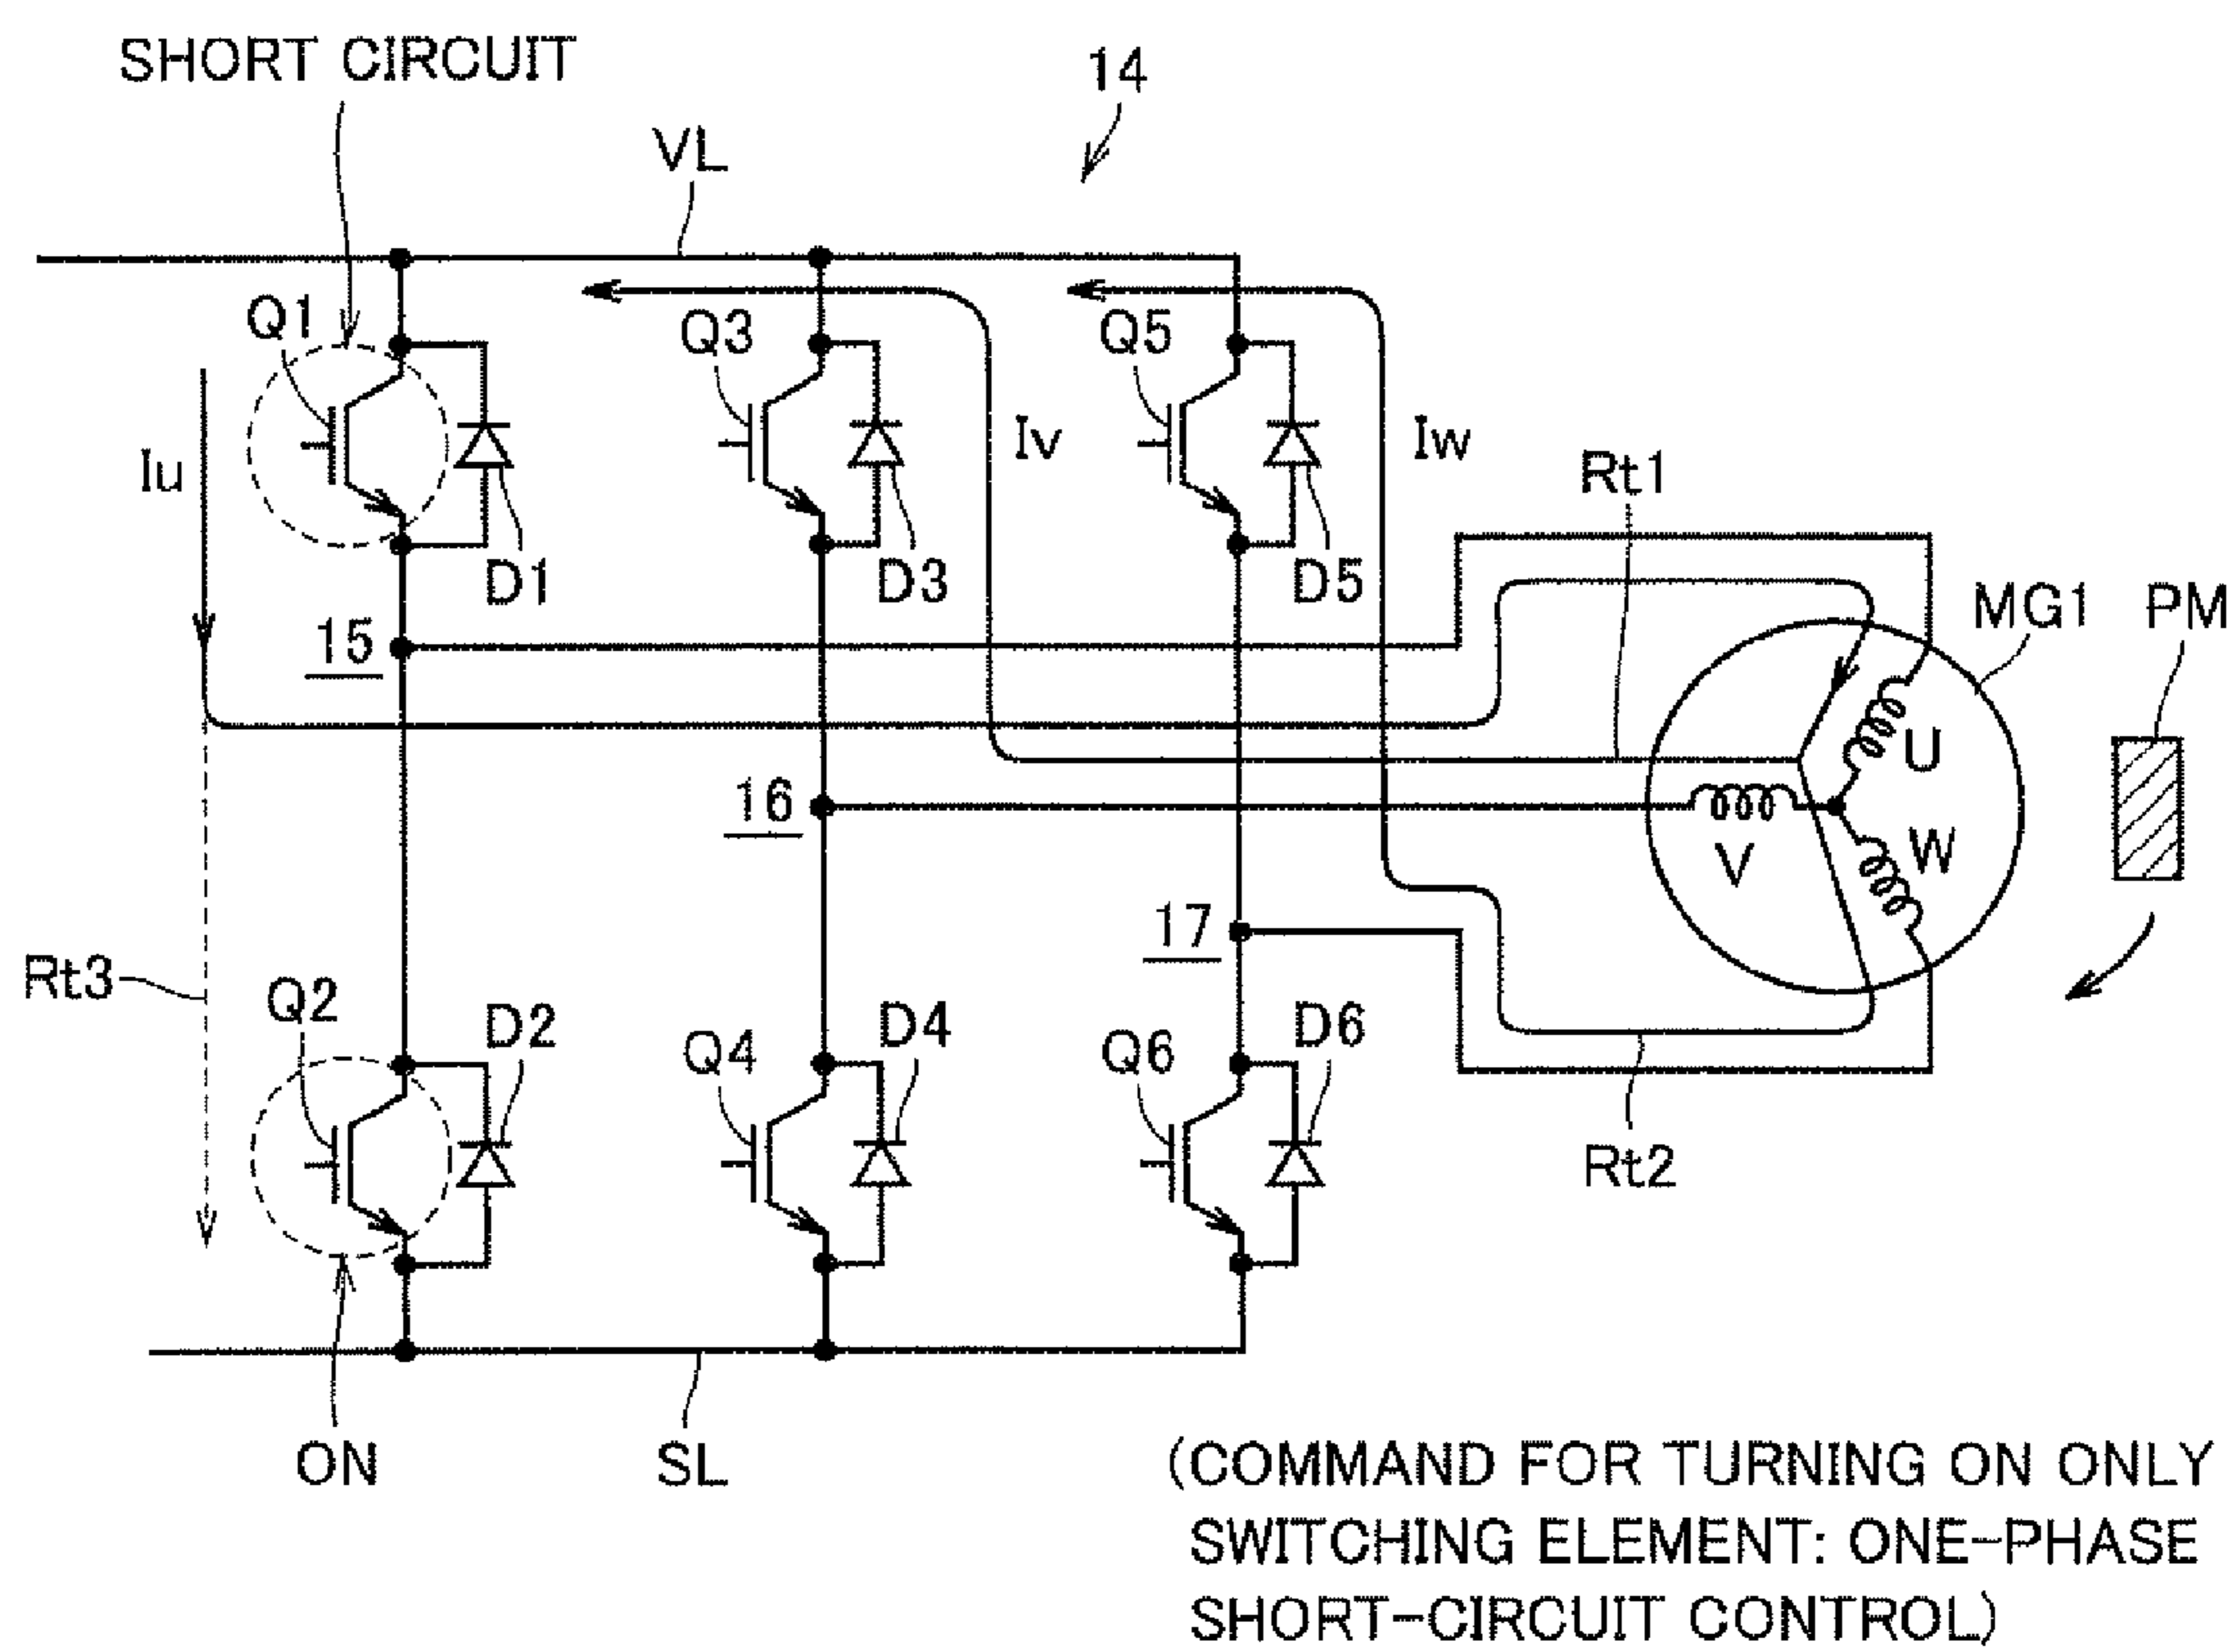 SHORT CIRCUIT
14
VL
Q1
Q3
Q5
Iu
Iv
Iw
Rt1
D1
D3
D5
MG1
PM
15
U
16
V
W
17
Rt3
Q2
D2
Q4
D4
Q6
D6
Rt2
ON
SL
(COMMAND FOR TURNING ON ONLY
SWITCHING ELEMENT: ONE-PHASE
SHORT-CIRCUIT CONTROL)